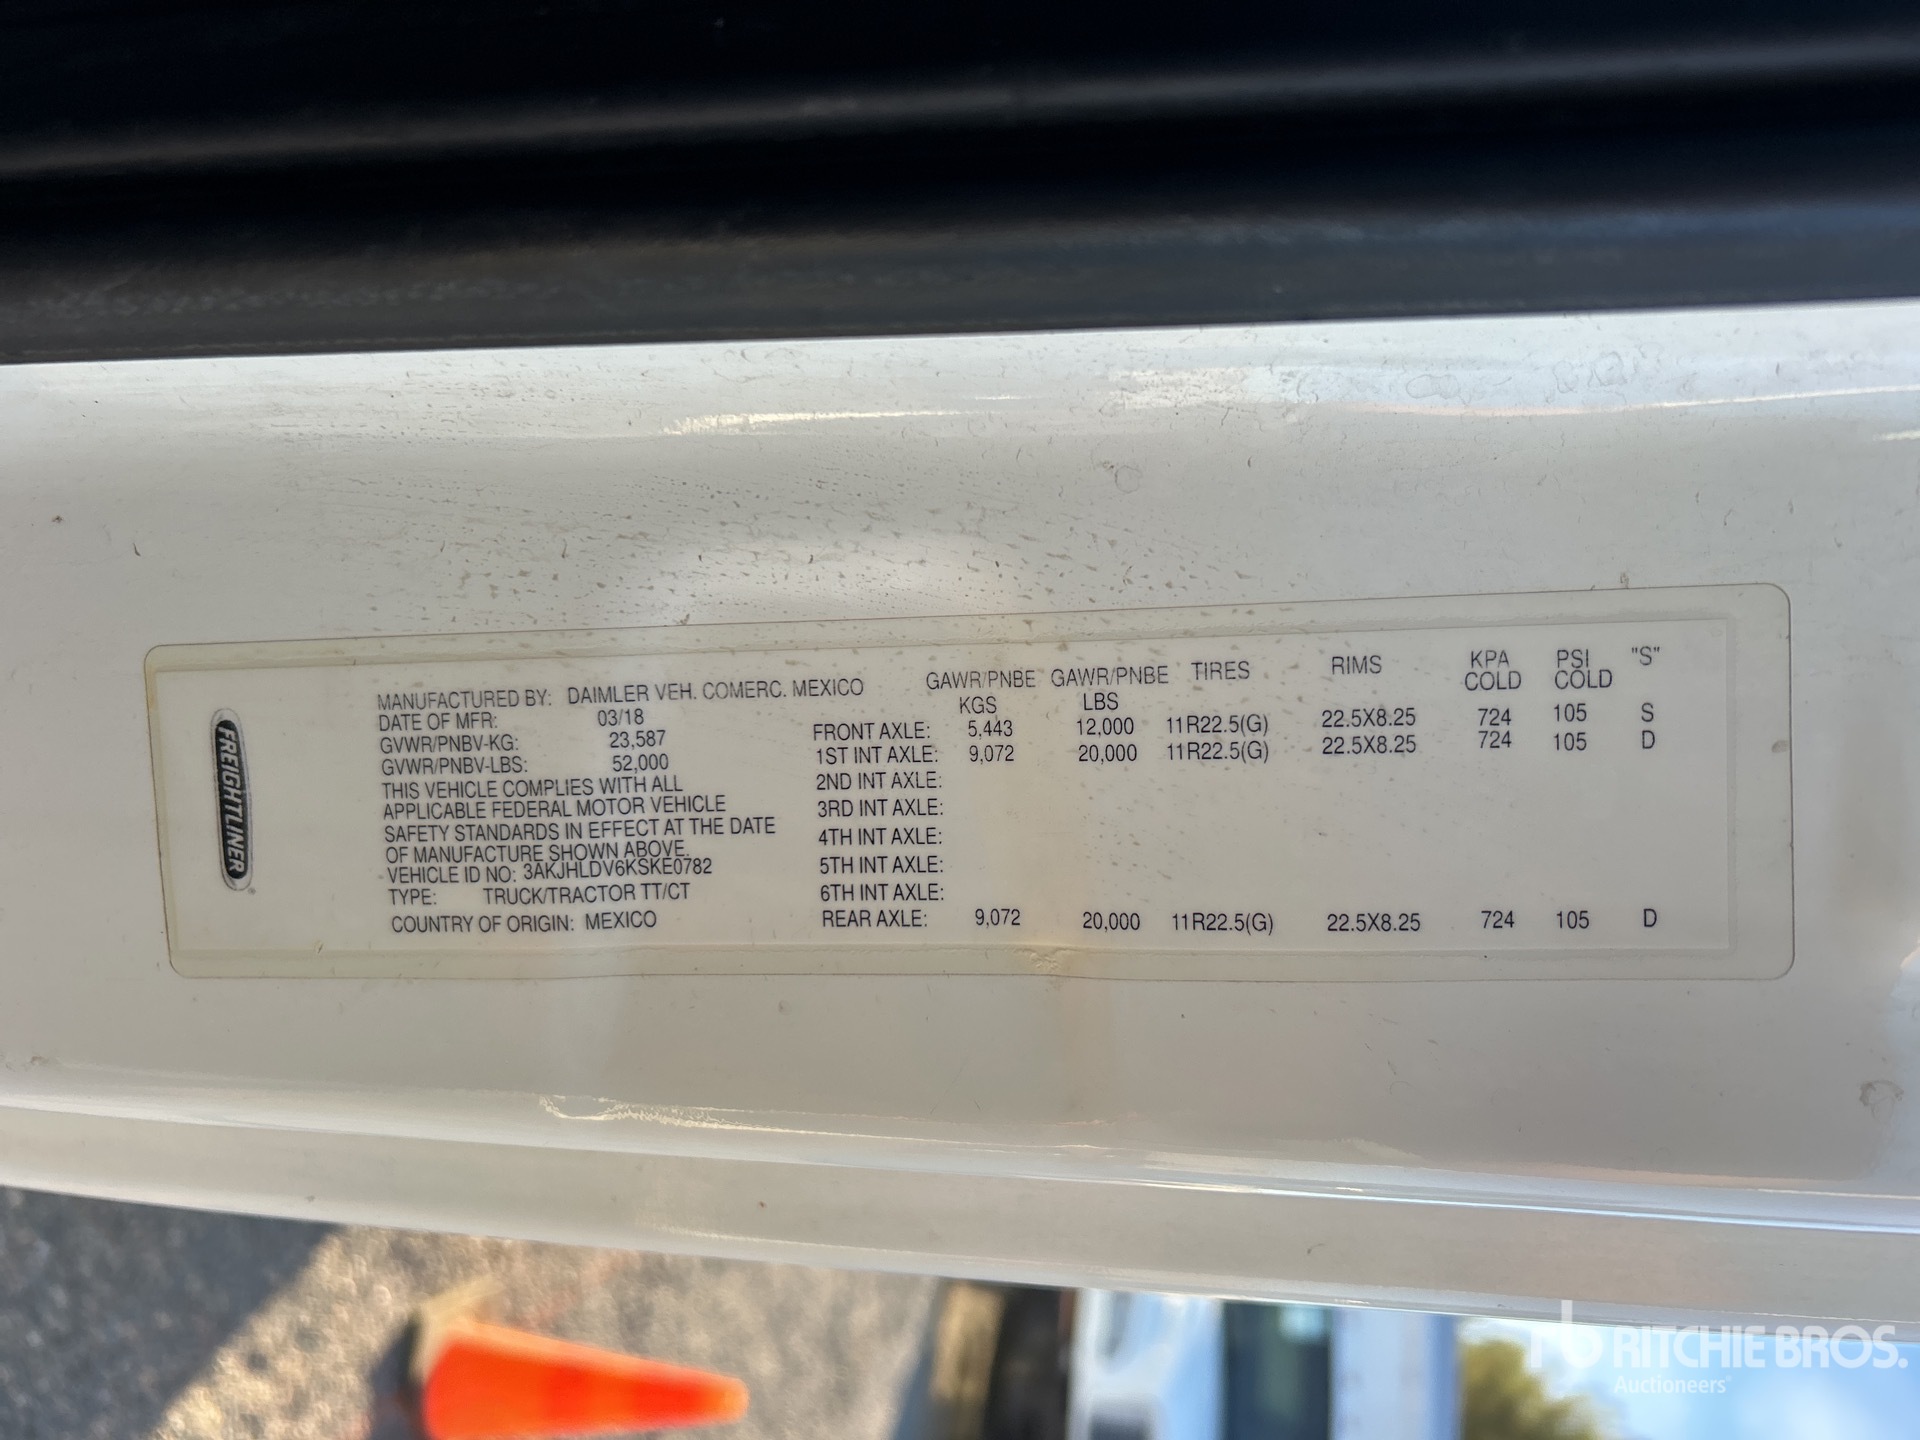 FREIGHTLINER
MANUFACTURED BY: DAIMLER VEH. COMERC. MEXICO
DATE OF MFR: 03/18
GVWR/PNBV-KG: 23,587
GVWR/PNBV-LBS: 52,000
THIS VEHICLE COMPLIES WITH ALL
APPLICABLE FEDERAL MOTOR VEHICLE
SAFETY STANDARDS IN EFFECT AT THE DATE
OF MANUFACTURE SHOWN ABOVE.
VEHICLE ID NO: 3AKJHLDV6KSKE0782
TYPE: TRUCK/TRACTOR TT/CT
COUNTRY OF ORIGIN: MEXICO
GAWR/PNBE KGS GAWR/PNBE LBS TIRES RIMS KPA COLD PSI COLD "S"
FRONT AXLE: 5,443 12,000 11R22.5(G) 22.5X8.25 724 105 S
1ST INT AXLE: 9,072 20,000 11R22.5(G) 22.5X8.25 724 105 D
2ND INT AXLE:
3RD INT AXLE:
4TH INT AXLE:
5TH INT AXLE:
6TH INT AXLE:
REAR AXLE: 9,072 20,000 11R22.5(G) 22.5X8.25 724 105 D
rb RITCHIE BROS.
Auctioneers